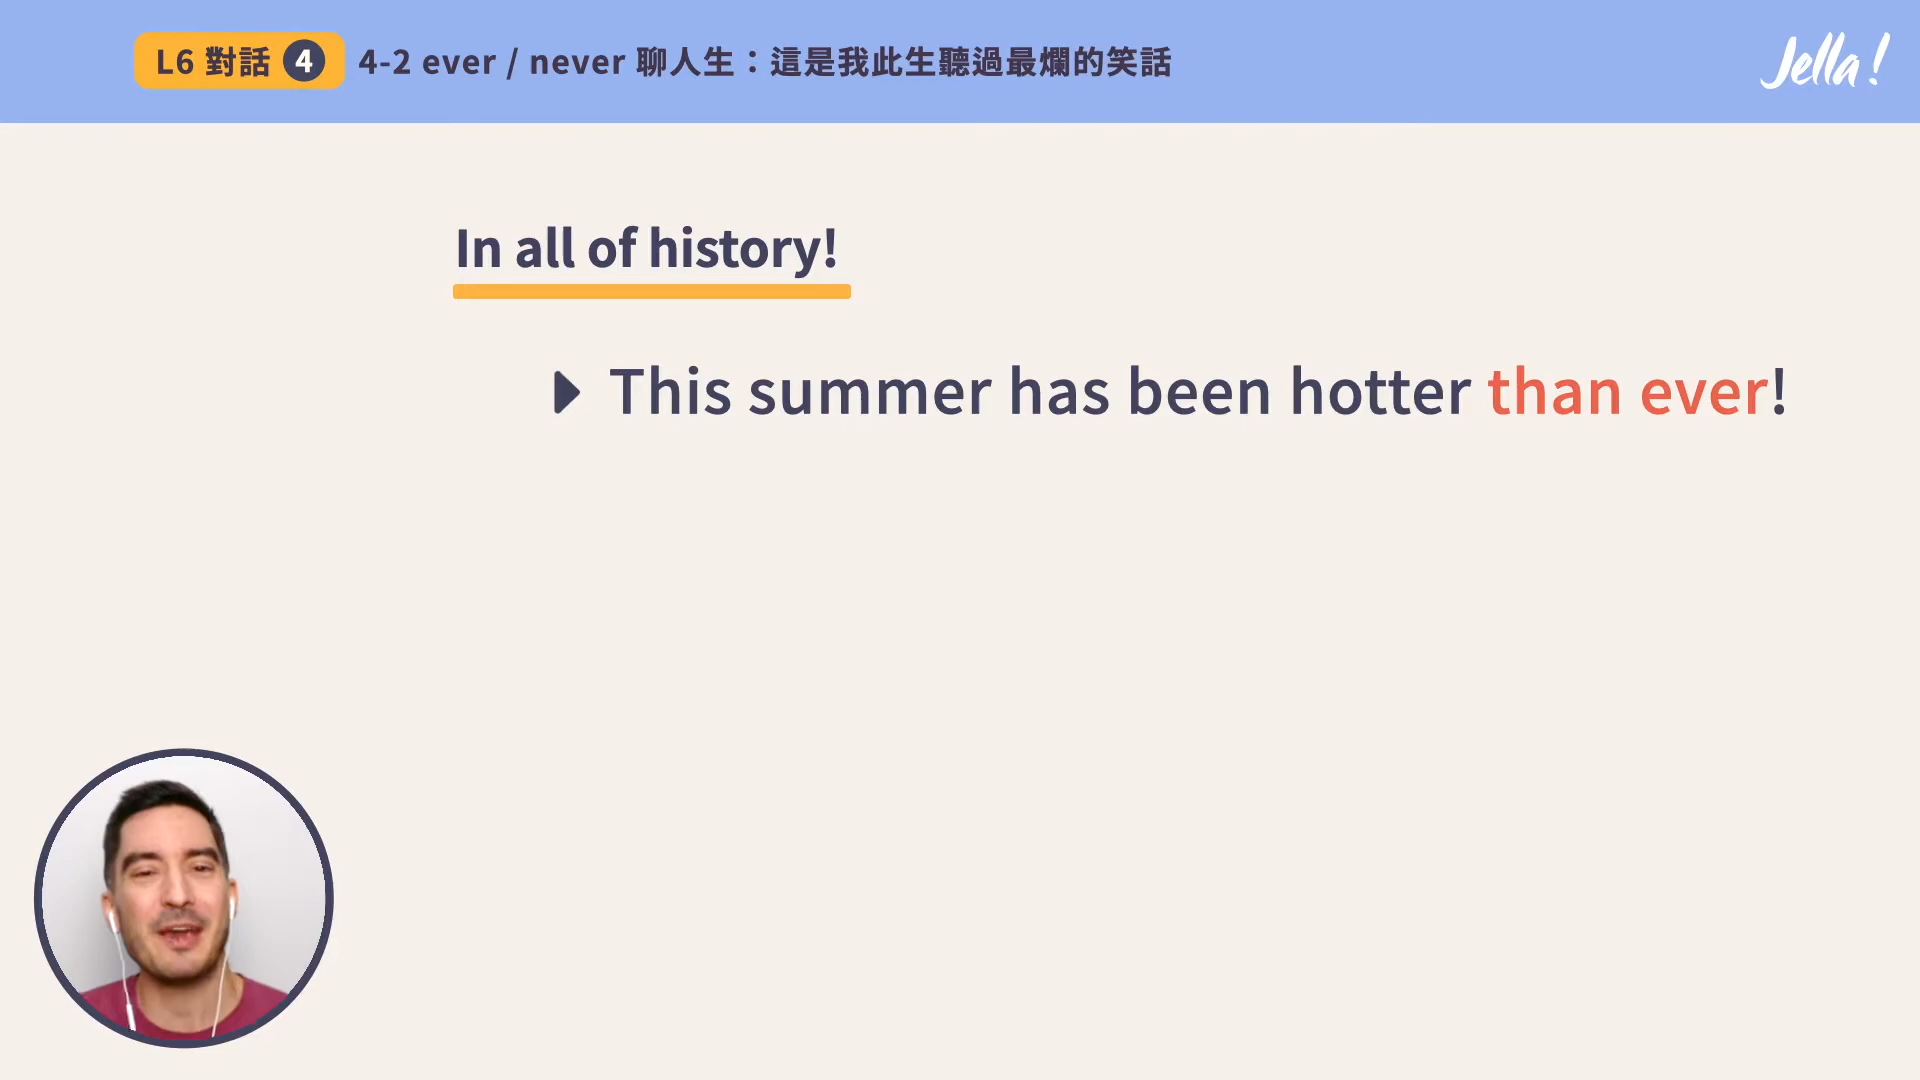 L6 對話 4 4-2 ever / never 聊人生：這是我此生聽過最爛的笑話
Jella!
In all of history!
This summer has been hotter than ever!